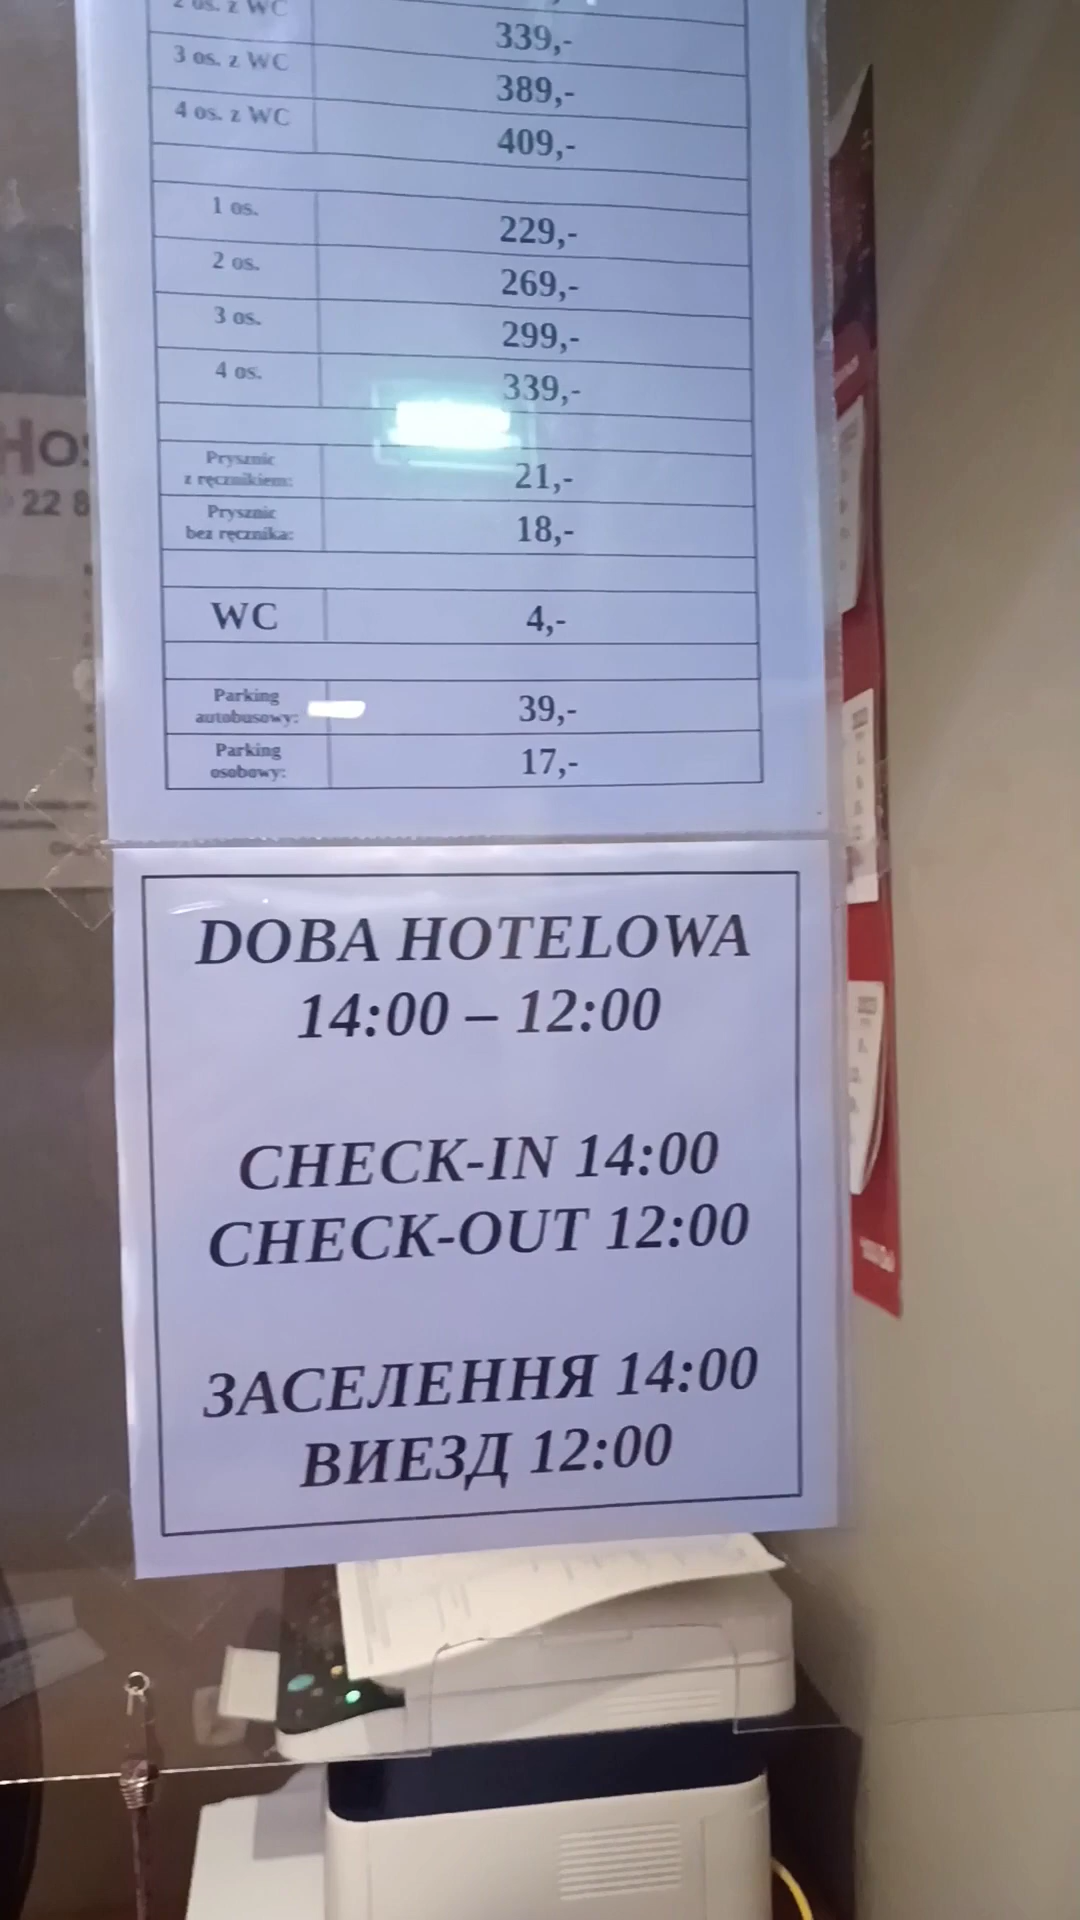 2 os. z WC 339,-
3 os. z WC 389,-
4 os. z WC 409,-
1 os. 229,-
2 os. 269,-
3 os. 299,-
4 os. 339,-
Prysznic
z ręcznikiem: 21,-
Prysznic
bez ręcznika: 18,-
WC 4,-
Parking
autobusowy: 39,-
Parking
osobowy: 17,-
DOBA HOTELOWA
14:00 – 12:00
CHECK-IN 14:00
CHECK-OUT 12:00
ЗАСЕЛЕННЯ 14:00
ВИЕЗД 12:00
22 8